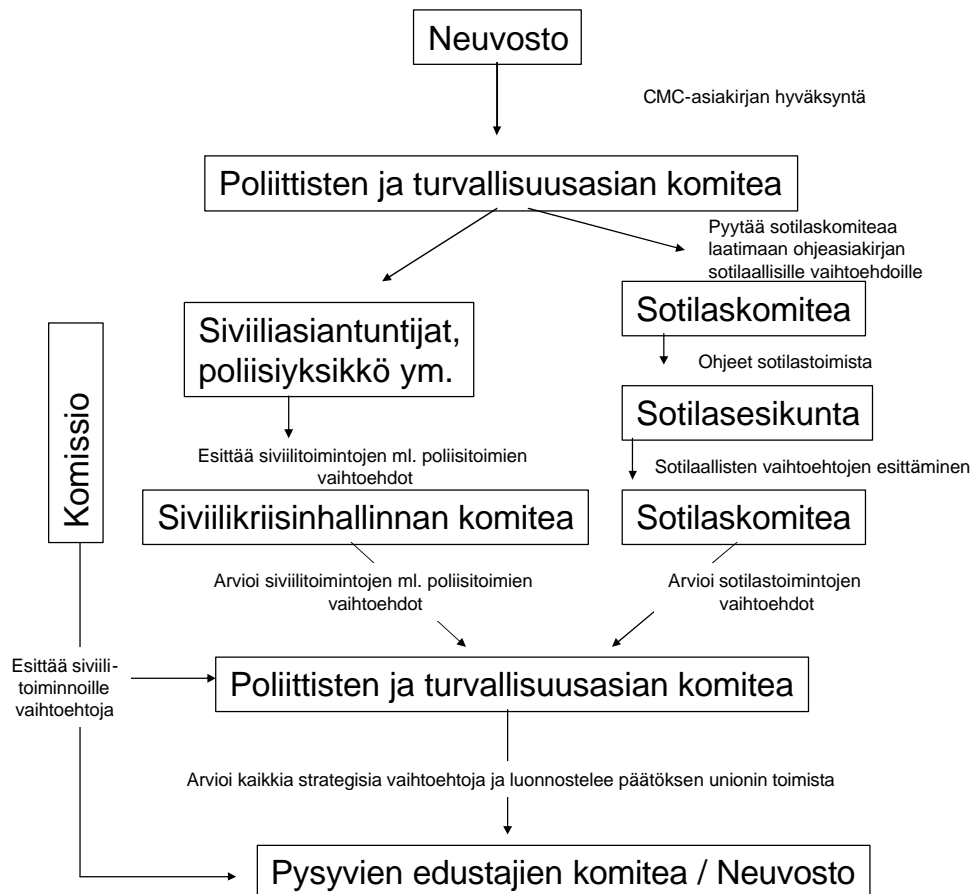 Neuvosto
CMC-asiakirjan hyväksyntä
Poliittisten ja turvallisuusasian komitea
Pyytää sotilaskomiteaa
laatimaan ohjeasiakirjan
sotilaallisille vaihtoehdoille
Siviiliasiantuntijat,
poliisiyksikkö ym.
Sotilaskomitea
Ohjeet sotilastoimista
Sotilasesikunta
Komissio
Esittää siviilitoimintojen ml. poliisitoimien
vaihtoehdot
Sotilaallisten vaihtoehtojen esittäminen
Siviilikriisinhallinnan komitea
Sotilaskomitea
Arvioi siviilitoimintojen ml. poliisitoimien
vaihtoehdot
Arvioi sotilastoimintojen
vaihtoehdot
Esittää siviili-
toiminnoille
vaihtoehtoja
Poliittisten ja turvallisuusasian komitea
Arvioi kaikkia strategisia vaihtoehtoja ja luonnostelee päätöksen unionin toimista
Pysyvien edustajien komitea / Neuvosto